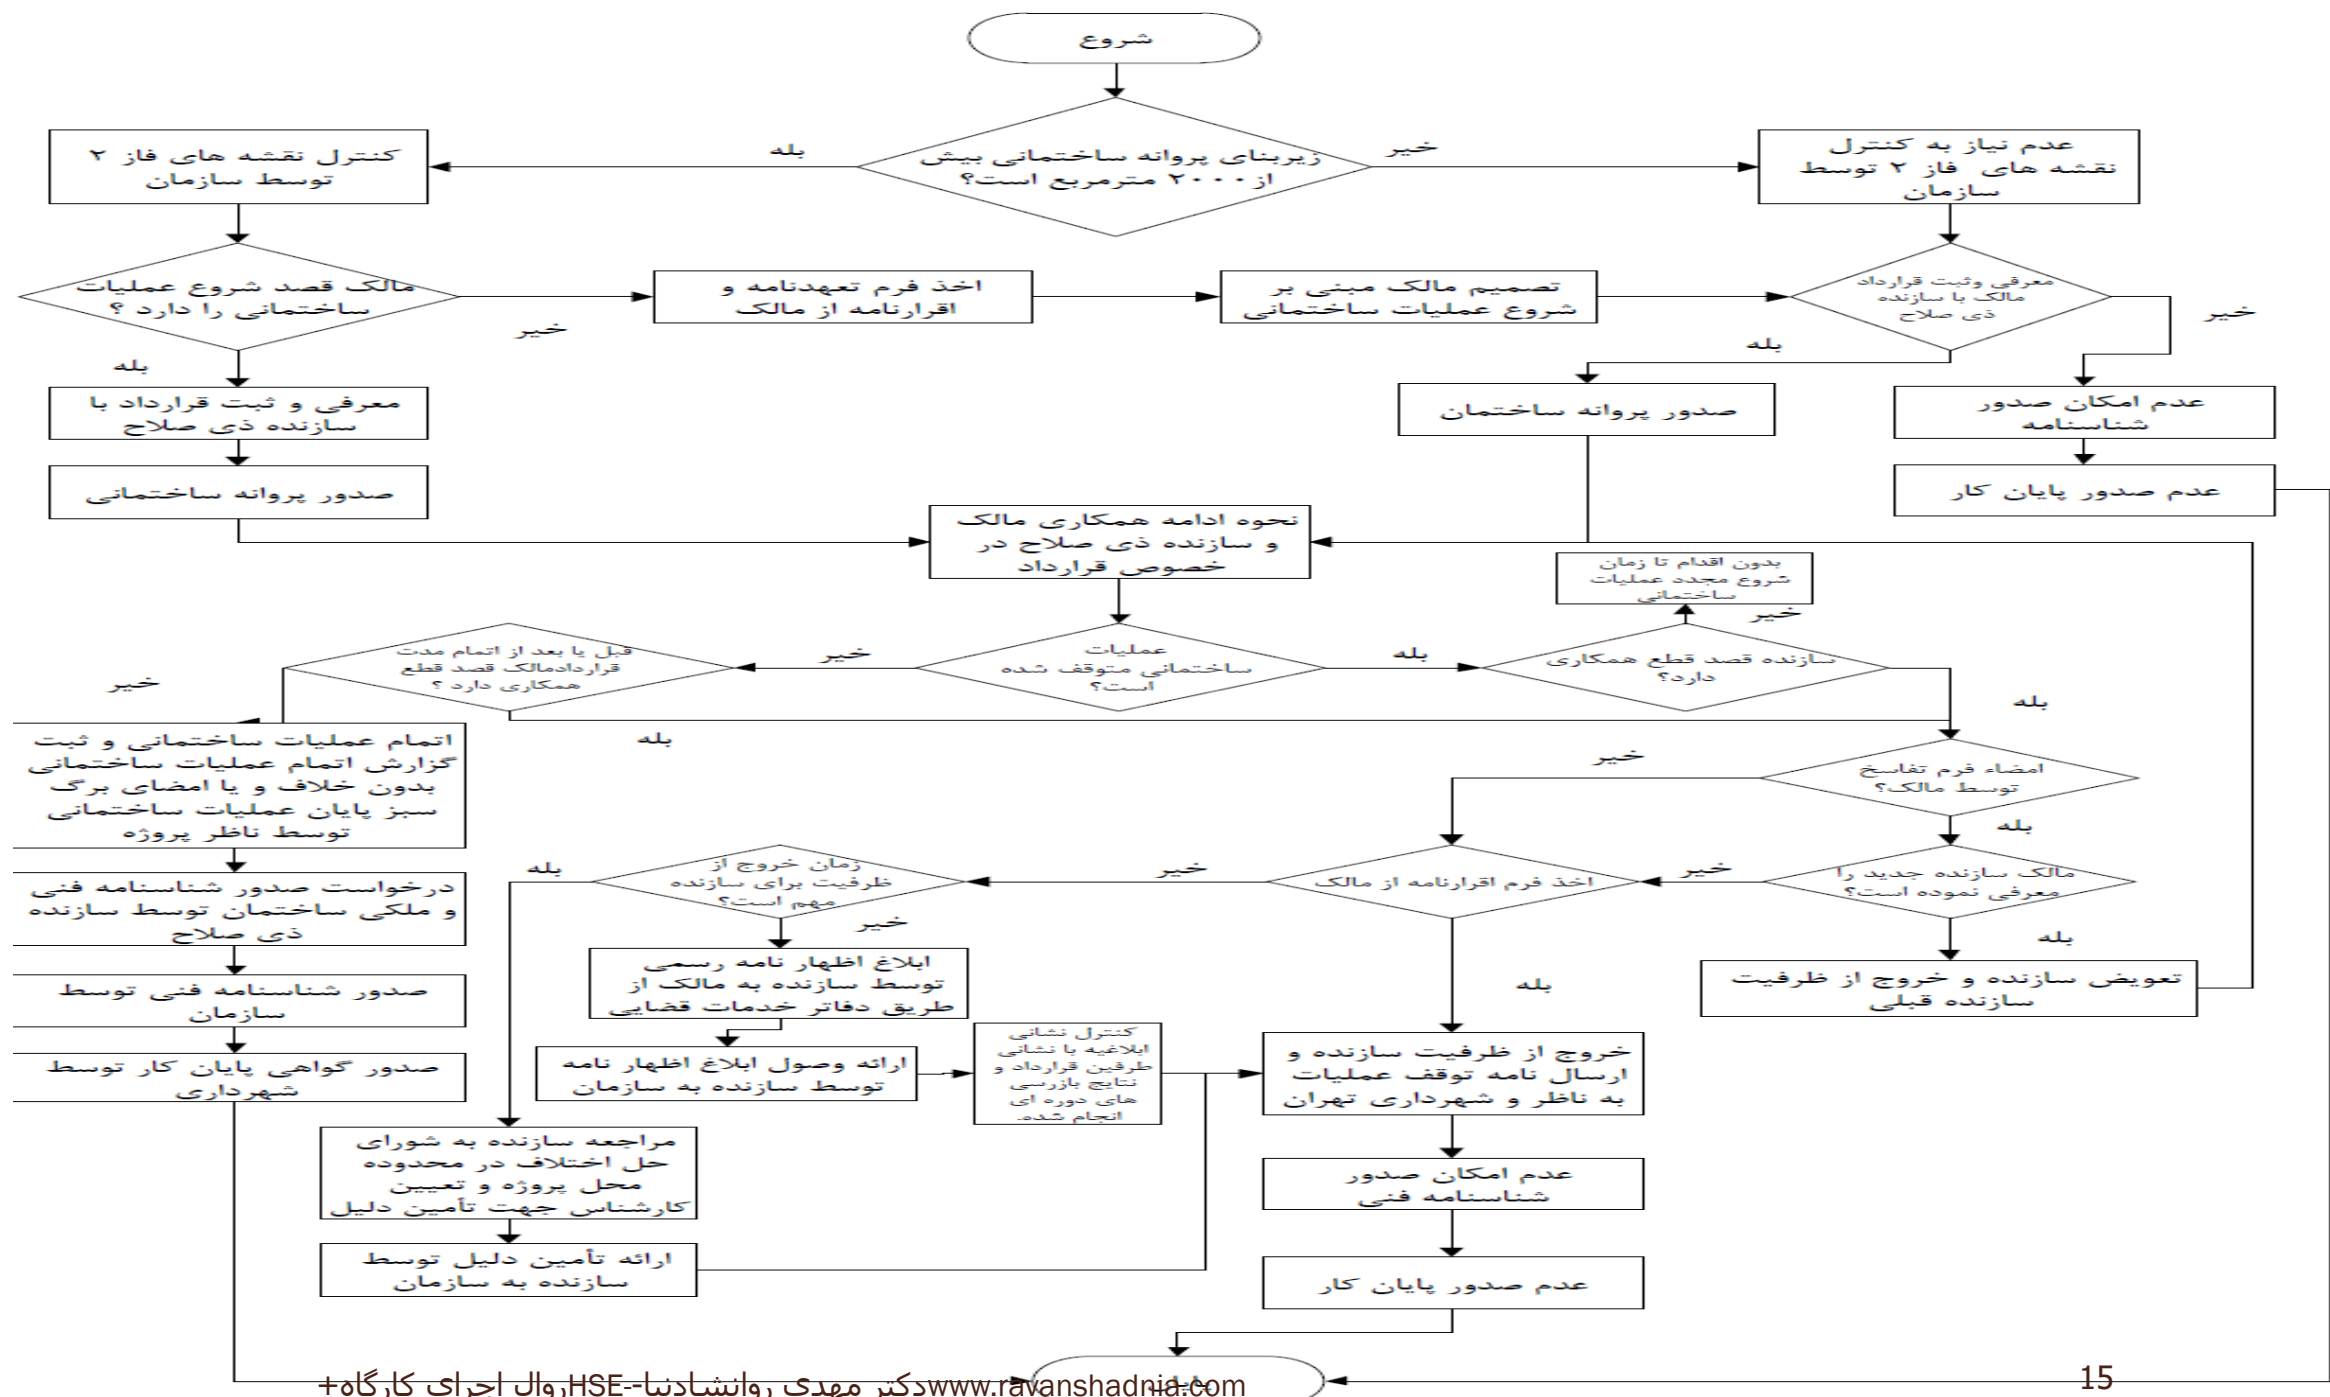 شروع
زیربنای پروانه ساختمانی بیش
از۲۰۰۰ مترمربع است؟
خیر
بله
عدم نیاز به کنترل
نقشه های فاز ۲ توسط
سازمان
کنترل نقشه های فاز ۲
توسط سازمان
معرفی وثبت قرارداد
مالک با سازنده
ذی صلاح
خیر
بله
تصمیم مالک مبنی بر
شروع عملیات ساختمانی
اخذ فرم تعهدنامه و
اقرارنامه از مالک
مالک قصد شروع عملیات
ساختمانی را دارد ؟
خیر
بله
عدم امکان صدور
شناسنامه
صدور پروانه ساختمان
معرفی و ثبت قرارداد با
سازنده ذی صلاح
عدم صدور پایان کار
صدور پروانه ساختمانی
نحوه ادامه همکاری مالک
و سازنده ذی صلاح در
خصوص قرارداد
بدون اقدام تا زمان
شروع مجدد عملیات
ساختمانی
خیر
سازنده قصد قطع همکاری
دارد؟
بله
بله
عملیات
ساختمانی متوقف شده
است؟
خیر
قبل یا بعد از اتمام مدت
قراردادمالک قصد قطع
همکاری دارد ؟
خیر
بله
امضاء فرم تفاسخ
توسط مالک؟
خیر
بله
اتمام عملیات ساختمانی و ثبت
گزارش اتمام عملیات ساختمانی
بدون خلاف و یا امضای برگ
سبز پایان عملیات ساختمانی
توسط ناظر پروژه
مالک سازنده جدید را
معرفی نموده است؟
خیر
بله
اخذ فرم اقرارنامه از مالک
خیر
بله
زمان خروج از
ظرفیت برای سازنده
مهم است؟
بله
خیر
درخواست صدور شناسنامه فنی
و ملکی ساختمان توسط سازنده
ذی صلاح
تعویض سازنده و خروج از ظرفیت
سازنده قبلی
ابلاغ اظهار نامه رسمی
توسط سازنده به مالک از
طریق دفاتر خدمات قضایی
صدور شناسنامه فنی توسط
سازمان
خروج از ظرفیت سازنده و
ارسال نامه توقف عملیات
به ناظر و شهرداری تهران
کنترل نشانی
ابلاغیه با نشانی
طرفین قرارداد و
نتایج بازرسی
های دوره ای
انجام شده.
ارائه وصول ابلاغ اظهار نامه
توسط سازنده به سازمان
صدور گواهی پایان کار توسط
شهرداری
مراجعه سازنده به شورای
حل اختلاف در محدوده
محل پروژه و تعیین
کارشناس جهت تأمین دلیل
عدم امکان صدور
شناسنامه فنی
ارائه تأمین دلیل توسط
سازنده به سازمان
عدم صدور پایان کار
پایان
+روال اجرای کارگاهHSE-دکتر مهدی روانشادنیاwww.ravanshadnia.com
15